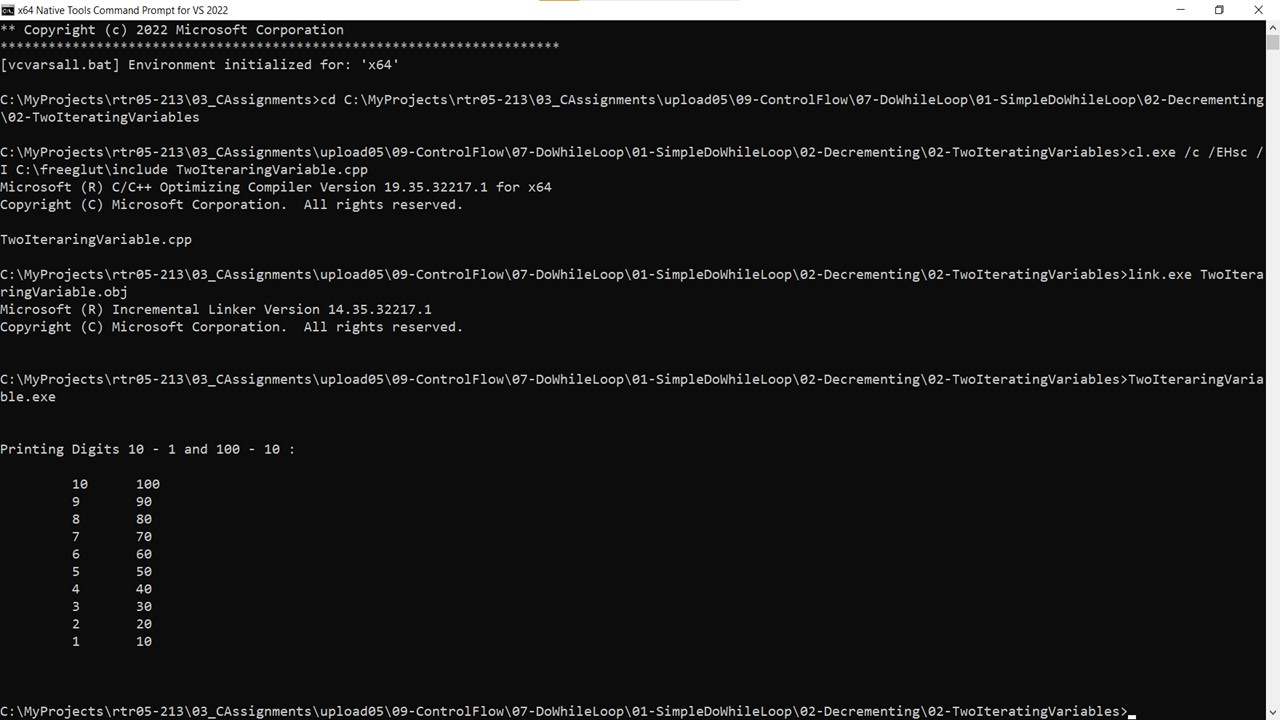 x64 Native Tools Command Prompt for VS 2022
** Copyright (c) 2022 Microsoft Corporation
**********************************************************************
[vcvarsall.bat] Environment initialized for: 'x64'
C:\MyProjects\rtr05-213\03_CAssignments>cd C:\MyProjects\rtr05-213\03_CAssignments\upload05\09-ControlFlow\07-DoWhileLoop\01-SimpleDoWhileLoop\02-Decrementing
\02-TwoIteratingVariables
C:\MyProjects\rtr05-213\03_CAssignments\upload05\09-ControlFlow\07-DoWhileLoop\01-SimpleDoWhileLoop\02-Decrementing\02-TwoIteratingVariables>cl.exe /c /EHsc /
I C:\freeglut\include TwoIteraringVariable.cpp
Microsoft (R) C/C++ Optimizing Compiler Version 19.35.32217.1 for x64
Copyright (C) Microsoft Corporation.  All rights reserved.
TwoIteraringVariable.cpp
C:\MyProjects\rtr05-213\03_CAssignments\upload05\09-ControlFlow\07-DoWhileLoop\01-SimpleDoWhileLoop\02-Decrementing\02-TwoIteratingVariables>link.exe TwoItera
ringVariable.obj
Microsoft (R) Incremental Linker Version 14.35.32217.1
Copyright (C) Microsoft Corporation.  All rights reserved.
C:\MyProjects\rtr05-213\03_CAssignments\upload05\09-ControlFlow\07-DoWhileLoop\01-SimpleDoWhileLoop\02-Decrementing\02-TwoIteratingVariables>TwoIteraringVaria
ble.exe
Printing Digits 10 - 1 and 100 - 10 :
10 100
9 90
8 80
7 70
6 60
5 50
4 40
3 30
2 20
1 10
C:\MyProjects\rtr05-213\03_CAssignments\upload05\09-ControlFlow\07-DoWhileLoop\01-SimpleDoWhileLoop\02-Decrementing\02-TwoIteratingVariables>